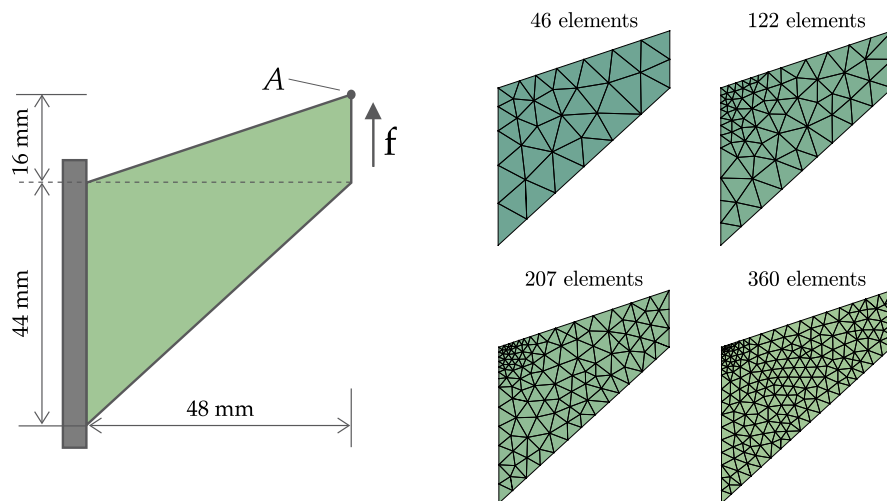 A
16 mm
f
44 mm
48 mm
46 elements
122 elements
207 elements
360 elements